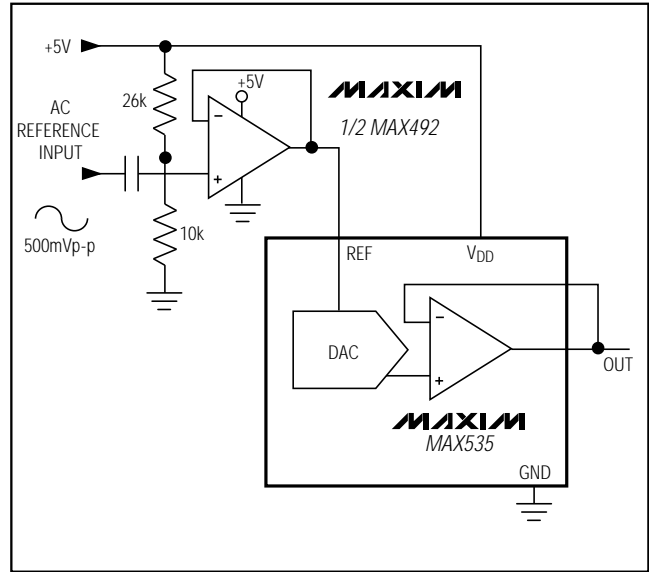 +5V
+5V
26k
MAXIM
1/2 MAX492
AC
REFERENCE
INPUT
−
+
500mVp-p
10k
REF
VDD
DAC
−
+
OUT
MAXIM
MAX535
GND